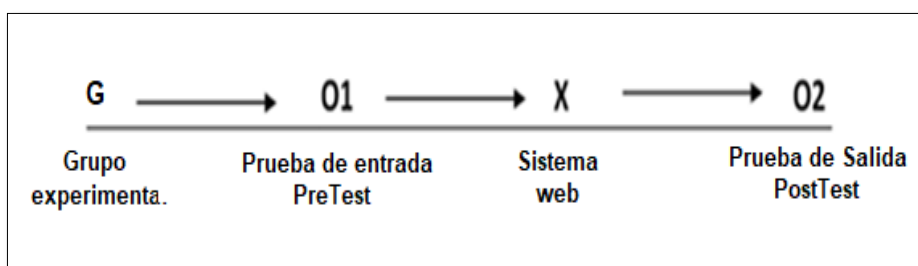 G O1 X O2
Grupo experimenta.
Prueba de entrada PreTest
Sistema web
Prueba de Salida PostTest